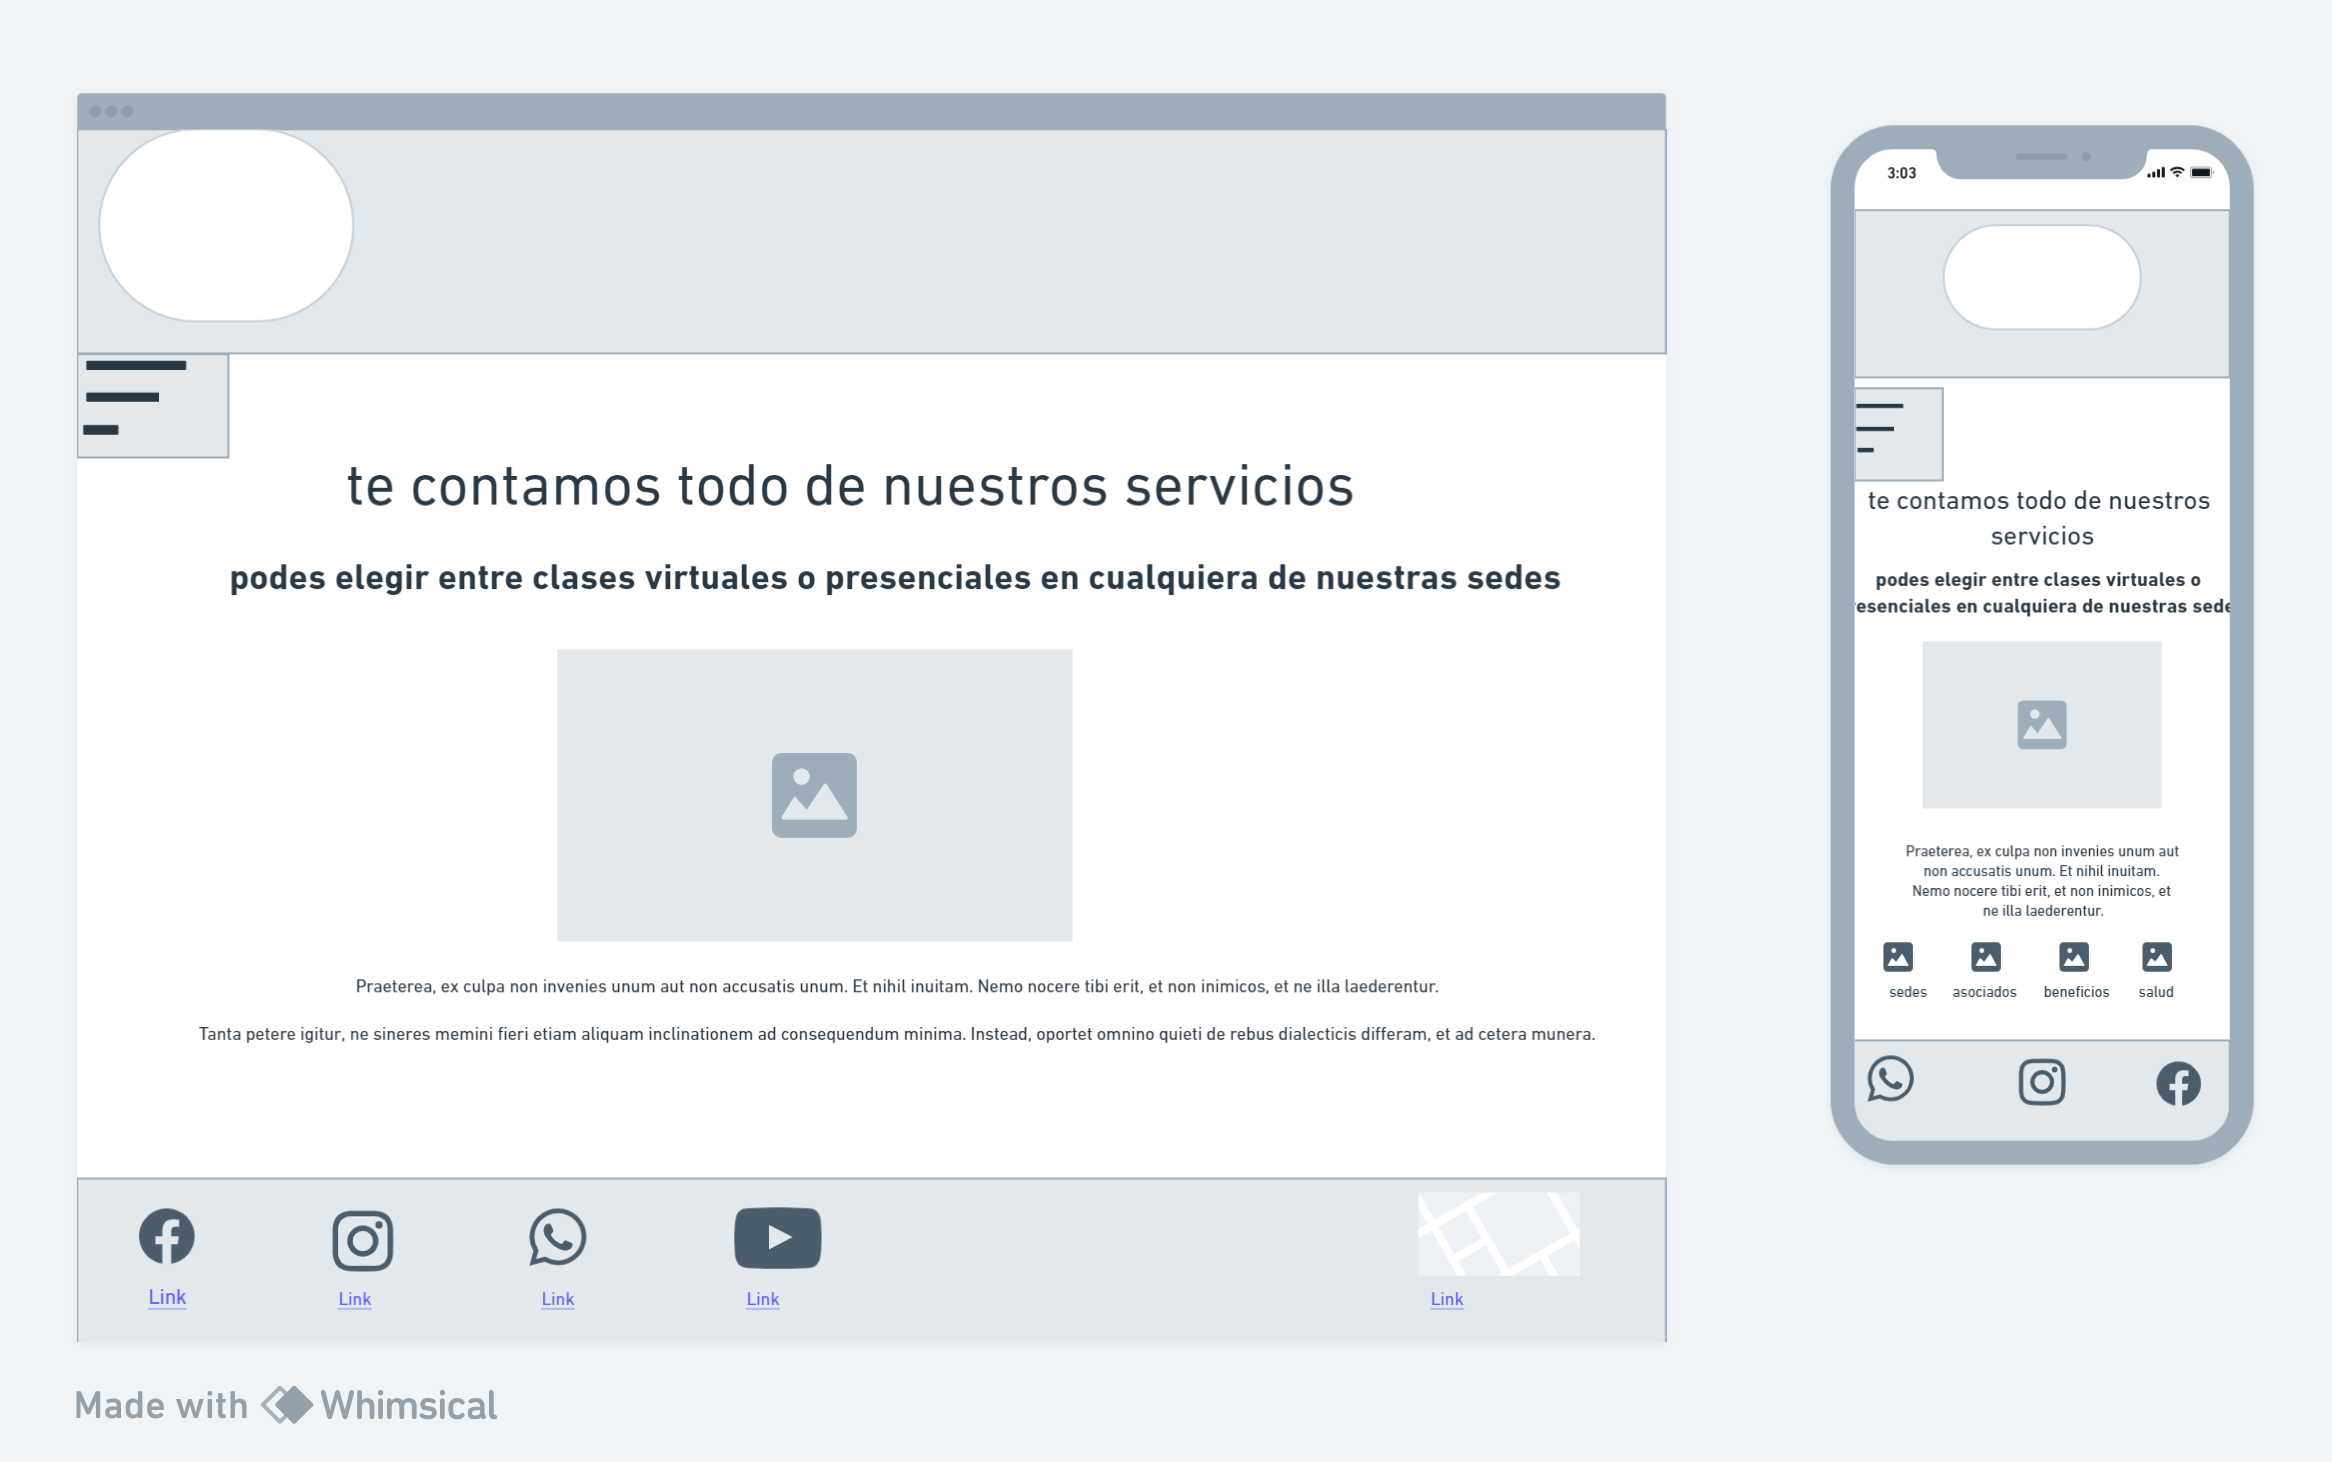 te contamos todo de nuestros servicios
podes elegir entre clases virtuales o presenciales en cualquiera de nuestras sedes
Praeterea, ex culpa non invenies unum aut non accusatis unum. Et nihil inuitam. Nemo nocere tibi erit, et non inimicos, et ne illa laederentur.
Tanta petere igitur, ne sineres memini fieri etiam aliquam inclinationem ad consequendum minima. Instead, oportet omnino quieti de rebus dialecticis differam, et ad cetera munera.
Link
Link
Link
Link
Link
3:03
te contamos todo de nuestros
servicios
podes elegir entre clases virtuales o
resenciales en cualquiera de nuestras sede
Praeterea, ex culpa non invenies unum aut
non accusatis unum. Et nihil inuitam.
Nemo nocere tibi erit, et non inimicos, et
ne illa laederentur.
sedes asociados beneficios salud
Made with Whimsical